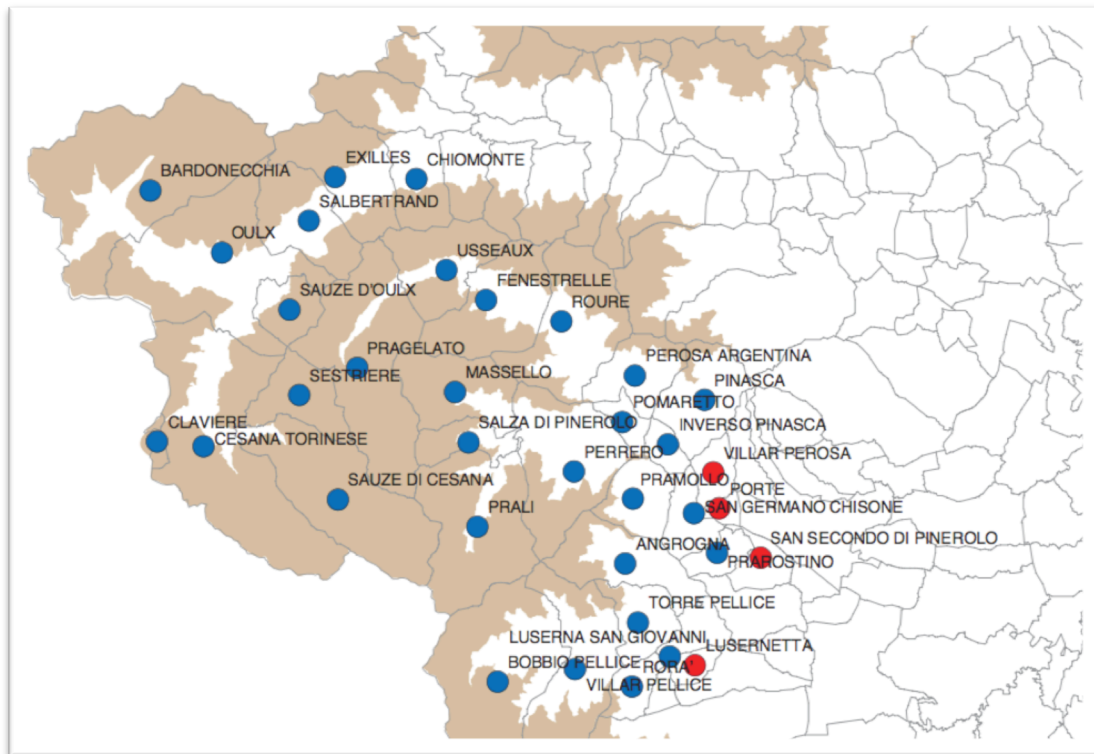 EXILLES
CHIOMONTE
BARDONECCHIA
SALBERTRAND
OULX
USSEAUX
FENESTRELLE
SAUZE D'OULX
ROURE
PRAGELATO
PEROSA ARGENTINA
MASSELLO
SESTRIERE
PINASCA
POMARETTO
CLAVIERE
SALZA DI PINEROLO
INVERSO PINASCA
CESANA TORINESE
PERRERO
VILLAR PEROSA
SAUZE DI CESANA
PRAMOLLO
PORTE
PRALI
SAN GERMANO CHISONE
SAN SECONDO DI PINEROLO
ANGROGNA
PRAROSTINO
TORRE PELLICE
LUSERNA SAN GIOVANNI
LUSERNETTA
BOBBIO PELLICE
RORA'
VILLAR PELLICE